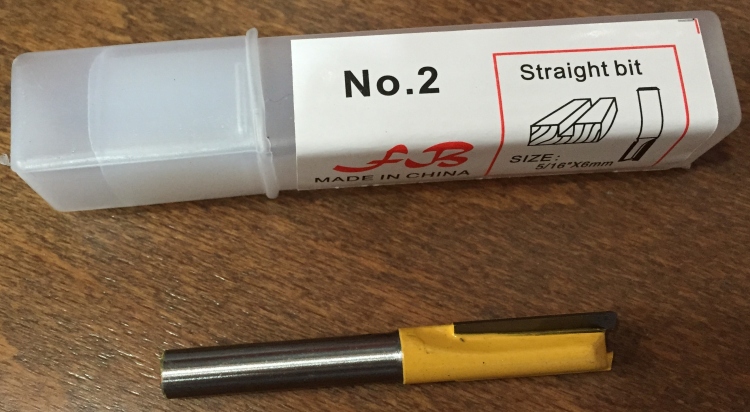 No.2
fB
MADE IN CHINA
Straight bit
SIZE:
5/16"X6mm